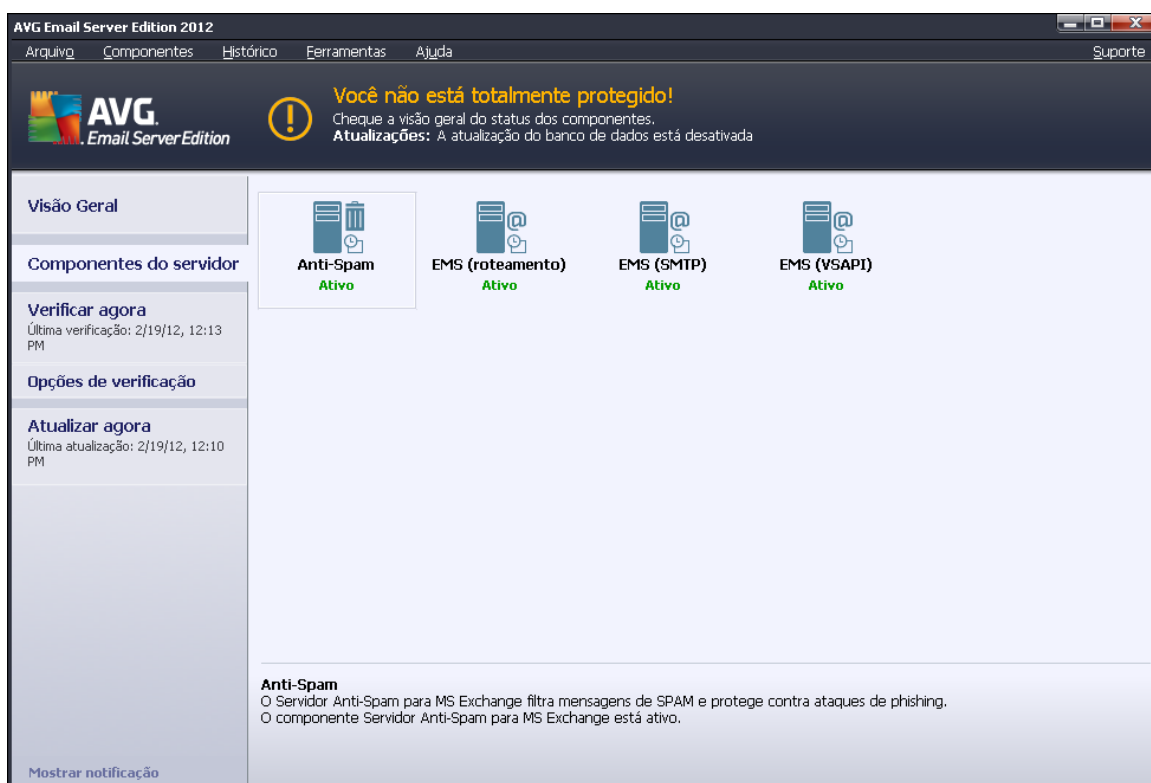 AVG Email Server Edition 2012
Arquivo Componentes Histórico Ferramentas Ajuda Suporte
AVG.
Email Server Edition
Você não está totalmente protegido!
Cheque a visão geral do status dos componentes.
Atualizações: A atualização do banco de dados está desativada
Visão Geral
Componentes do servidor
Verificar agora
Última verificação: 2/19/12, 12:13
PM
Opções de verificação
Atualizar agora
Última atualização: 2/19/12, 12:10
PM
Mostrar notificação
Anti-Spam
Ativo
EMS (roteamento)
Ativo
EMS (SMTP)
Ativo
EMS (VSAPI)
Ativo
Anti-Spam
O Servidor Anti-Spam para MS Exchange filtra mensagens de SPAM e protege contra ataques de phishing.
O componente Servidor Anti-Spam para MS Exchange está ativo.